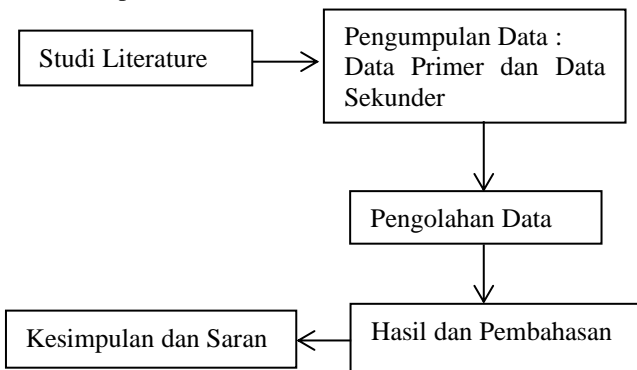 Studi Literature
Pengumpulan Data :
Data Primer dan Data
Sekunder
Pengolahan Data
Hasil dan Pembahasan
Kesimpulan dan Saran